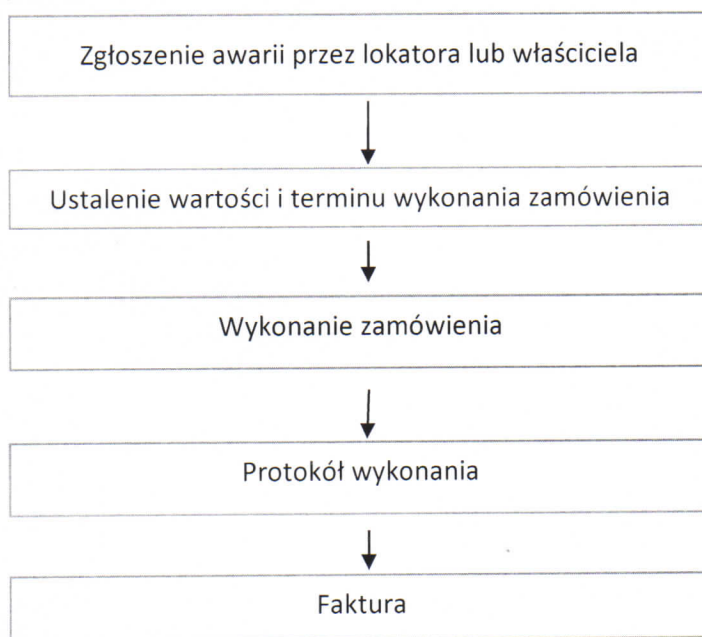 Zgłoszenie awarii przez lokatora lub właściciela
Ustalenie wartości i terminu wykonania zamówienia
Wykonanie zamówienia
Protokół wykonania
Faktura